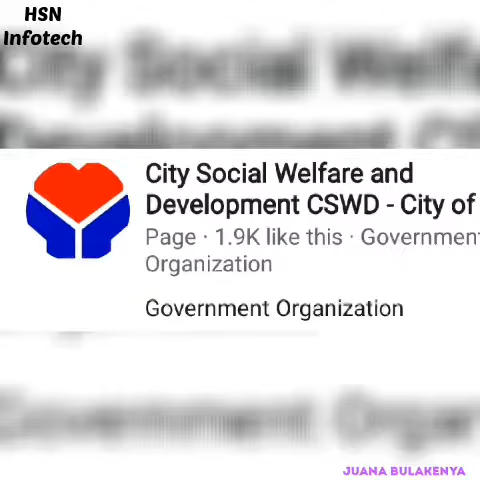 HSN
Infotech
City Social Welfare and
Development CSWD - City of
Page · 1.9K like this · Government
Organization
Government Organization
JUANA BULAKENYA